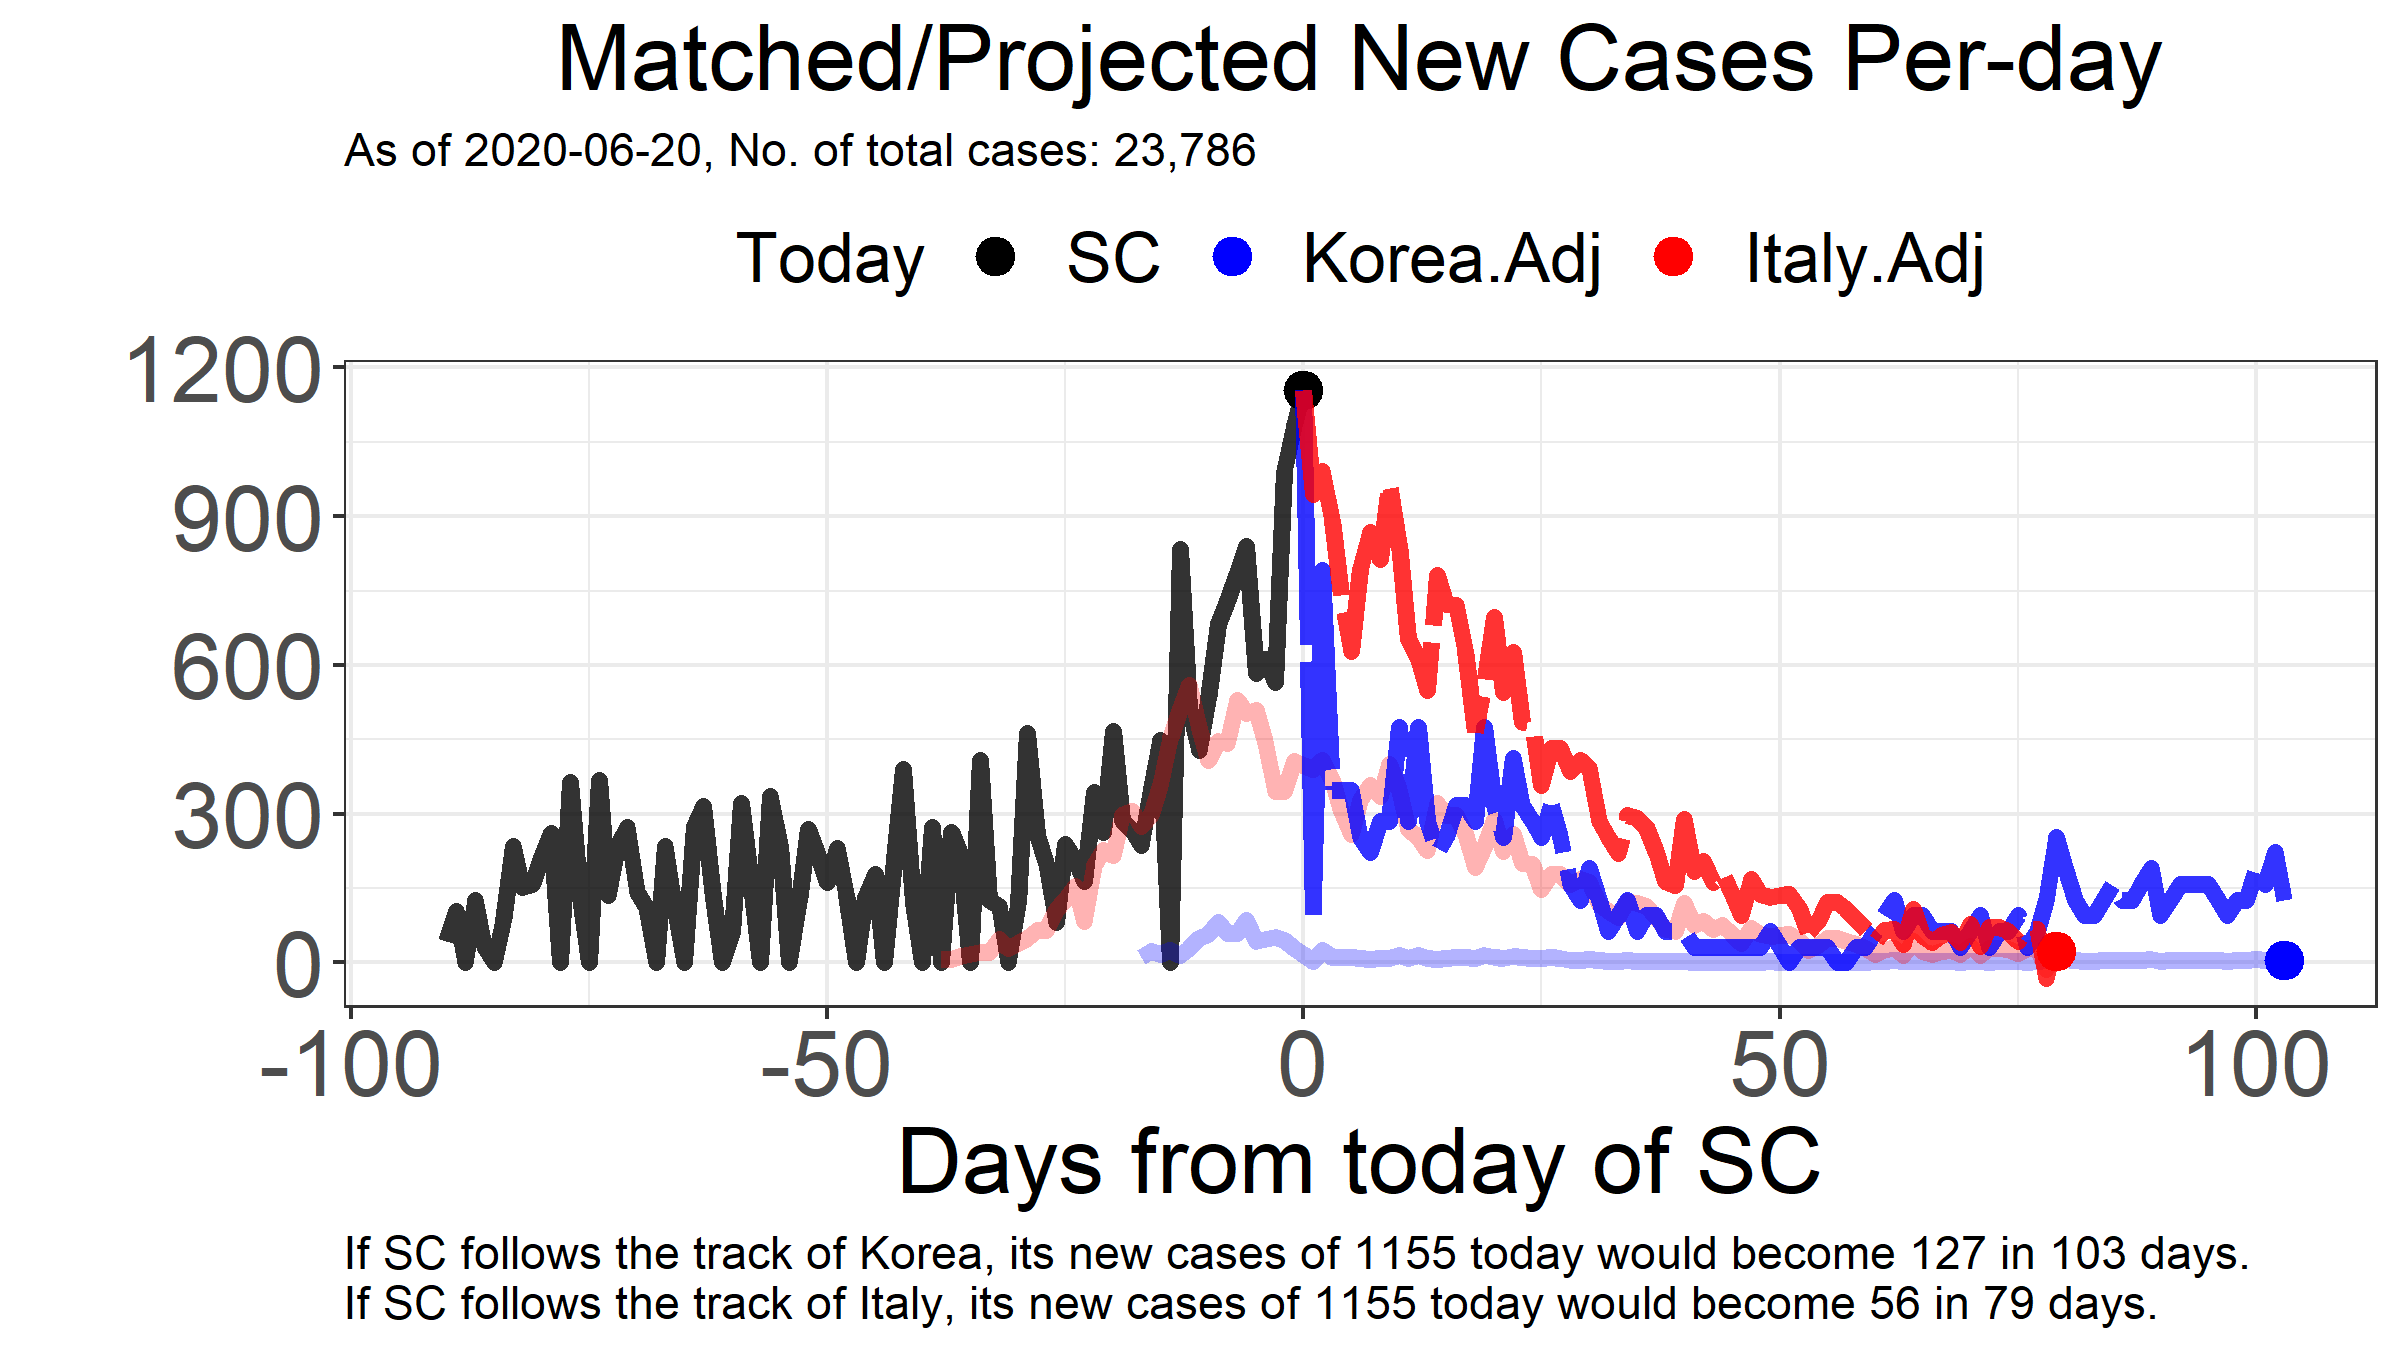 Matched/Projected New Cases Per-day
As of 2020-06-20, No. of total cases: 23,786
Today SC Korea.Adj Italy.Adj
1200
900
600
300
0
-100 -50 0 50 100
Days from today of SC
If SC follows the track of Korea, its new cases of 1155 today would become 127 in 103 days.
If SC follows the track of Italy, its new cases of 1155 today would become 56 in 79 days.